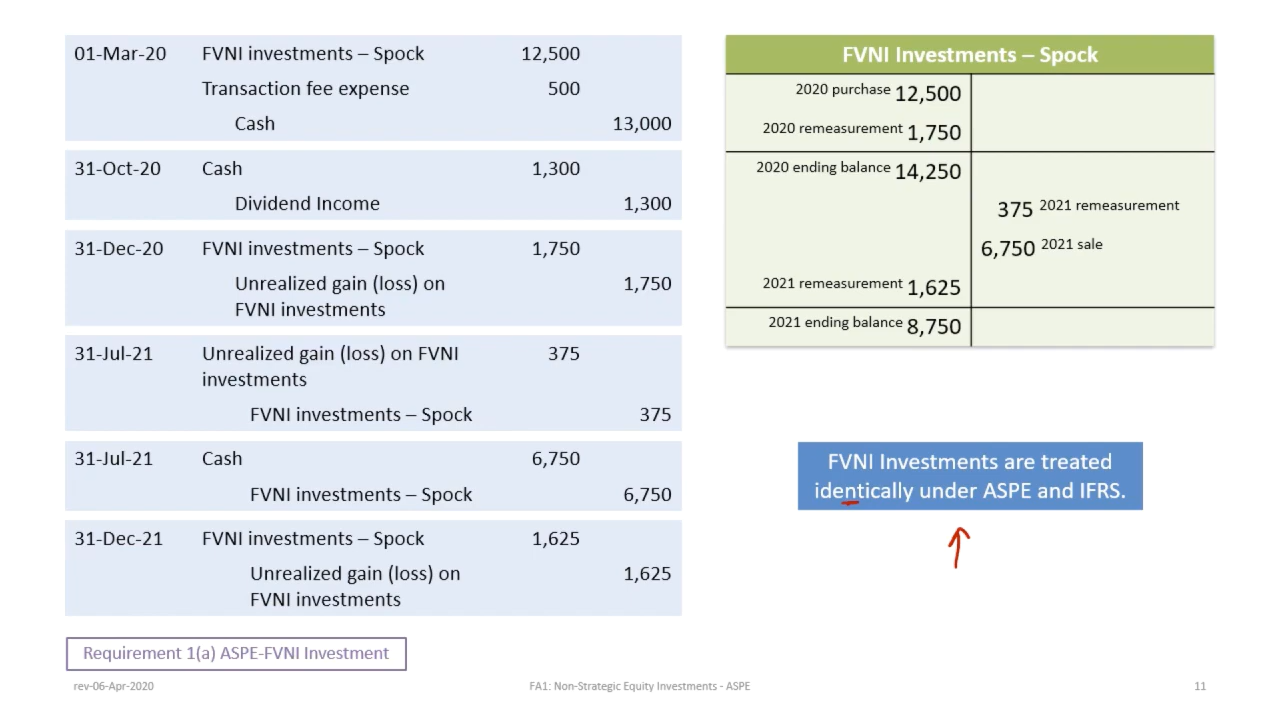 01-Mar-20 FVNI investments – Spock 12,500
Transaction fee expense 500
Cash 13,000
31-Oct-20 Cash 1,300
Dividend Income 1,300
31-Dec-20 FVNI investments – Spock 1,750
Unrealized gain (loss) on 1,750
FVNI investments
31-Jul-21 Unrealized gain (loss) on FVNI 375
investments
FVNI investments – Spock 375
31-Jul-21 Cash 6,750
FVNI investments – Spock 6,750
31-Dec-21 FVNI investments – Spock 1,625
Unrealized gain (loss) on 1,625
FVNI investments
Requirement 1(a) ASPE-FVNI Investment
FVNI Investments – Spock
2020 purchase 12,500
2020 remeasurement 1,750
2020 ending balance 14,250
375 2021 remeasurement
6,750 2021 sale
2021 remeasurement 1,625
2021 ending balance 8,750
FVNI Investments are treated
identically under ASPE and IFRS.
rev-06-Apr-2020 FA1: Non-Strategic Equity Investments - ASPE 11